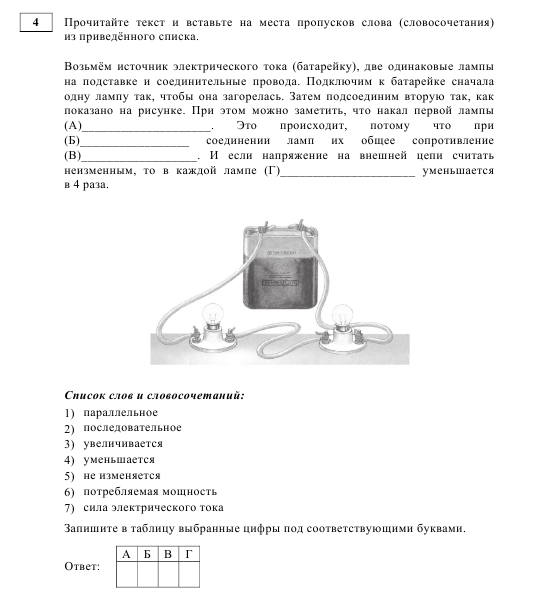 4
Прочитайте текст и вставьте на места пропусков слова (словосочетания)
из приведённого списка.
Возьмём источник электрического тока (батарейку), две одинаковые лампы
на подставке и соединительные провода. Подключим к батарейке сначала
одну лампу так, чтобы она загорелась. Затем подсоединим вторую так, как
показано на рисунке. При этом можно заметить, что накал первой лампы
(А)____________________. Это происходит, потому что при
(Б)_________________ соединении ламп их общее сопротивление
(В)__________________. И если напряжение на внешней цепи считать
неизменным, то в каждой лампе (Г)_____________________ уменьшается
в 4 раза.
Список слов и словосочетаний:
1) параллельное
2) последовательное
3) увеличивается
4) уменьшается
5) не изменяется
6) потребляемая мощность
7) сила электрического тока
Запишите в таблицу выбранные цифры под соответствующими буквами.
Ответ:
А Б В Г